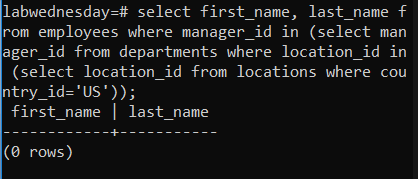 labwednesday=# select first_name, last_name f
rom employees where manager_id in (select man
ager_id from departments where location_id in
 (select location_id from locations where cou
ntry_id='US'));
 first_name | last_name
------------+-----------
(0 rows)